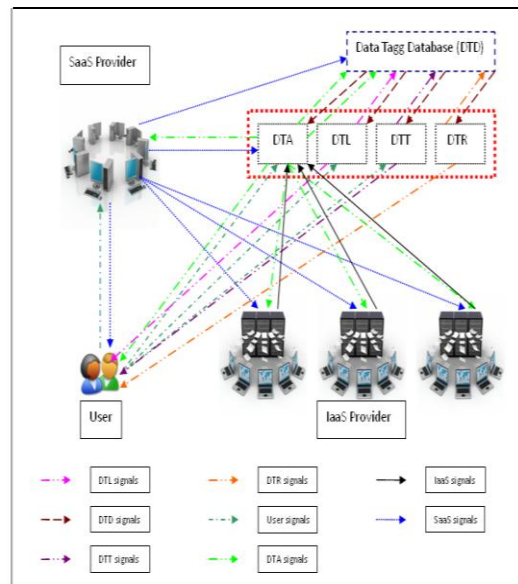 Data Tagg Database (DTD)
SaaS Provider
DTA DTL DTT DTR
User
IaaS Provider
DTL signals DTR signals IaaS signals
DTD signals User signals SaaS signals
DTT signals DTA signals